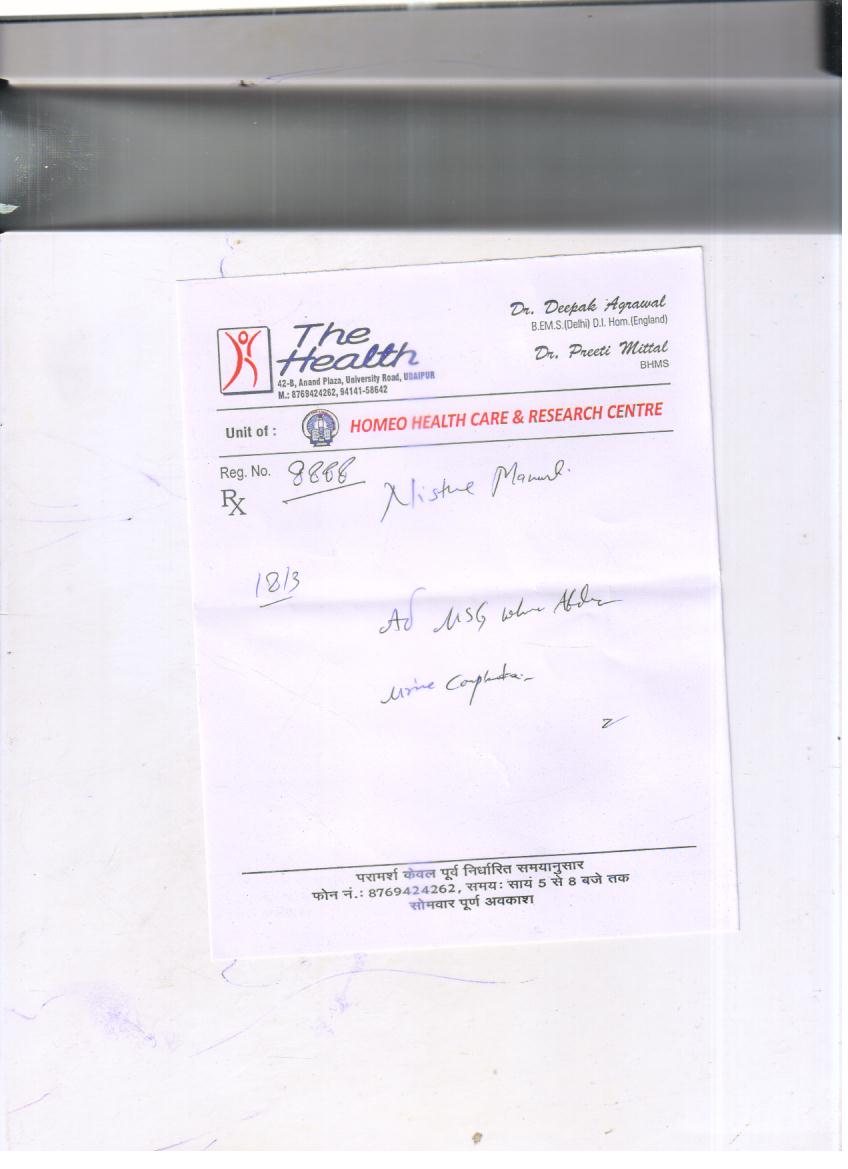 The
Health
42-B, Anand Plaza, University Road, UDAIPUR
M.: 8769424262, 94141-58642
Dr. Deepak Agrawal
B.EM.S.(Delhi) D.I. Hom.(England)
Dr. Preeti Mittal
BHMS
Unit of :
HOMEO HEALTH CARE & RESEARCH CENTRE
Reg. No. 8888
Rx
18/3
Ad USG whole
Urine
परामर्श केवल पूर्व निर्धारित समयानुसार
फोन नं.: 8769424262, समय: सायं 5 से 8 बजे तक
सोमवार पूर्ण अवकाश